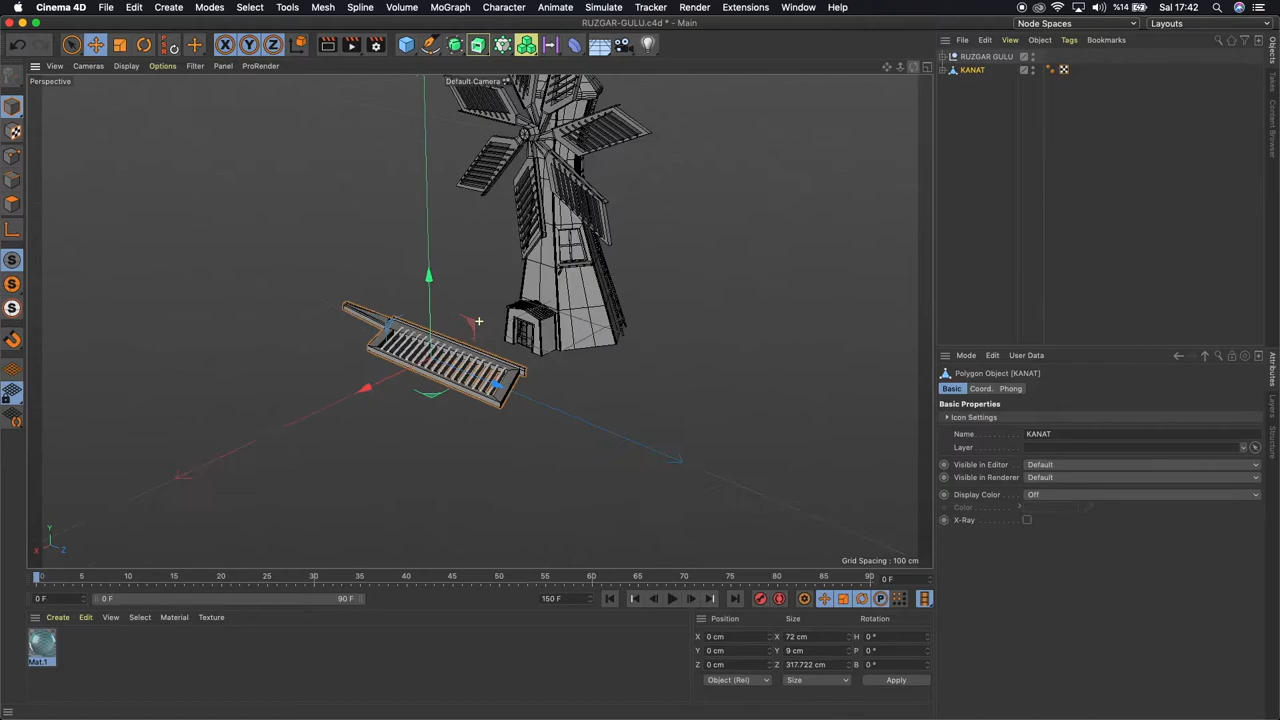 Cinema 4D File Edit Create Modes Select Tools Mesh Spline Volume MoGraph Character Animate Simulate Tracker Render Extensions Window Help Sal 17:42
RUZGAR-GULU.c4d * - Main Node Spaces Layouts
X Y Z File Edit View Object Tags Bookmarks
View Cameras Display Options Filter Panel ProRender
RUZGAR GULU
KANAT
Perspective Default Camera
Objects
Takes
Content Browser
Mode Edit User Data
Polygon Object [KANAT]
Basic Coord. Phong
Basic Properties
Icon Settings
Name KANAT
Layer
Visible in Editor Default
Visible in Renderer Default
Display Color Off
Color
X-Ray
Attributes
Layers
Structure
S
S
S
Y
X Z
Grid Spacing : 100 cm
0 5 10 15 20 25 30 35 40 45 50 55 60 65 70 75 80 85 90 0 F
0 F 0 F 90 F 150 F P
Create Edit View Select Material Texture
Mat.1
Position Size Rotation
X 0 cm X 72 cm H 0 °
Y 0 cm Y 9 cm P 0 °
Z 0 cm Z 317.722 cm B 0 °
Object (Rel) Size Apply